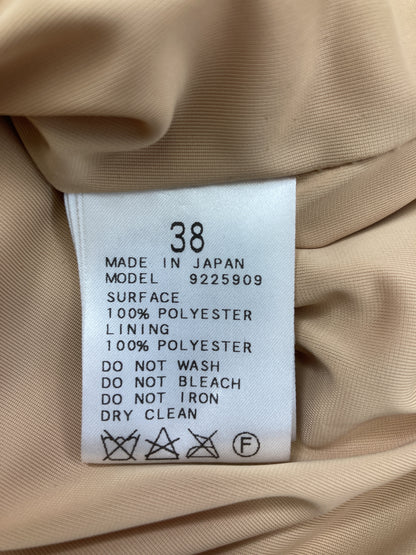 38
MADE IN JAPAN
MODEL 9225909
SURFACE
100% POLYESTER
LINING
100% POLYESTER
DO NOT WASH
DO NOT BLEACH
DO NOT IRON
DRY CLEAN
F